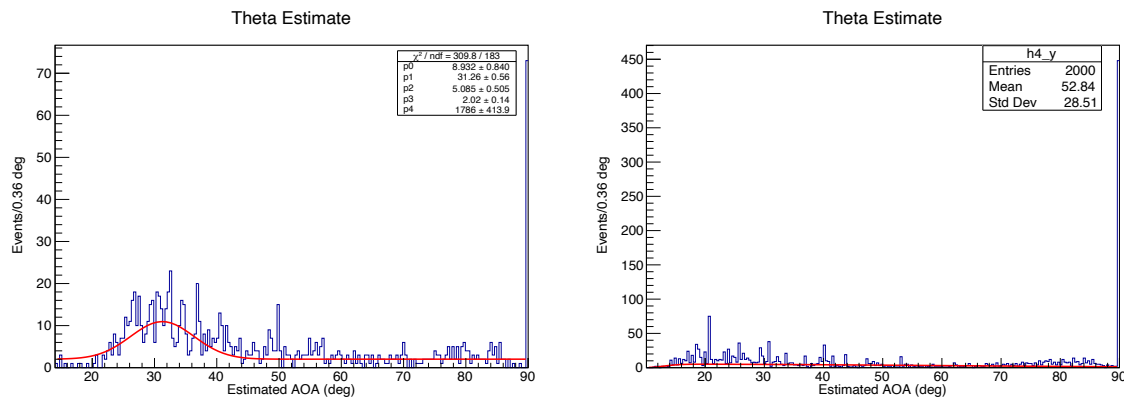 Theta Estimate
χ² / ndf = 309.8 / 183
p0 8.932 ± 0.840
p1 31.26 ± 0.56
p2 5.085 ± 0.505
p3 2.02 ± 0.14
p4 1786 ± 413.9
Events/0.36 deg
70
60
50
40
30
20
10
0
20 30 40 50 60 70 80 90
Estimated AOA (deg)
Theta Estimate
h4_y
Entries 2000
Mean 52.84
Std Dev 28.51
Events/0.36 deg
450
400
350
300
250
200
150
100
50
0
20 30 40 50 60 70 80 90
Estimated AOA (deg)